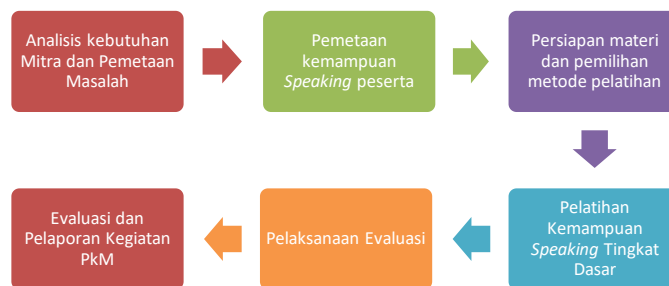 Analisis kebutuhan
Mitra dan Pemetaan
Masalah
Pemetaan
kemampuan
Speaking peserta
Persiapan materi
dan pemilihan
metode pelatihan
Pelatihan
Kemampuan
Speaking Tingkat
Dasar
Pelaksanaan Evaluasi
Evaluasi dan
Pelaporan Kegiatan
PkM